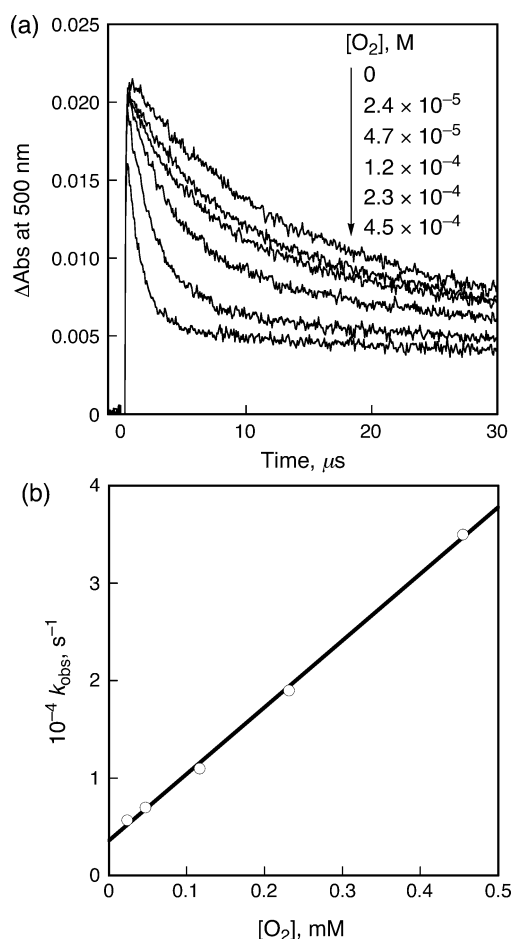 (a)
0.025
0.020
0.015
0.010
0.005
0
ΔAbs at 500 nm
[O₂], M
0
2.4 × 10⁻⁵
4.7 × 10⁻⁵
1.2 × 10⁻⁴
2.3 × 10⁻⁴
4.5 × 10⁻⁴
0 10 20 30
Time, μs
(b)
4
3
2
1
0
10⁻⁴ k_obs, s⁻¹
0 0.1 0.2 0.3 0.4 0.5
[O₂], mM